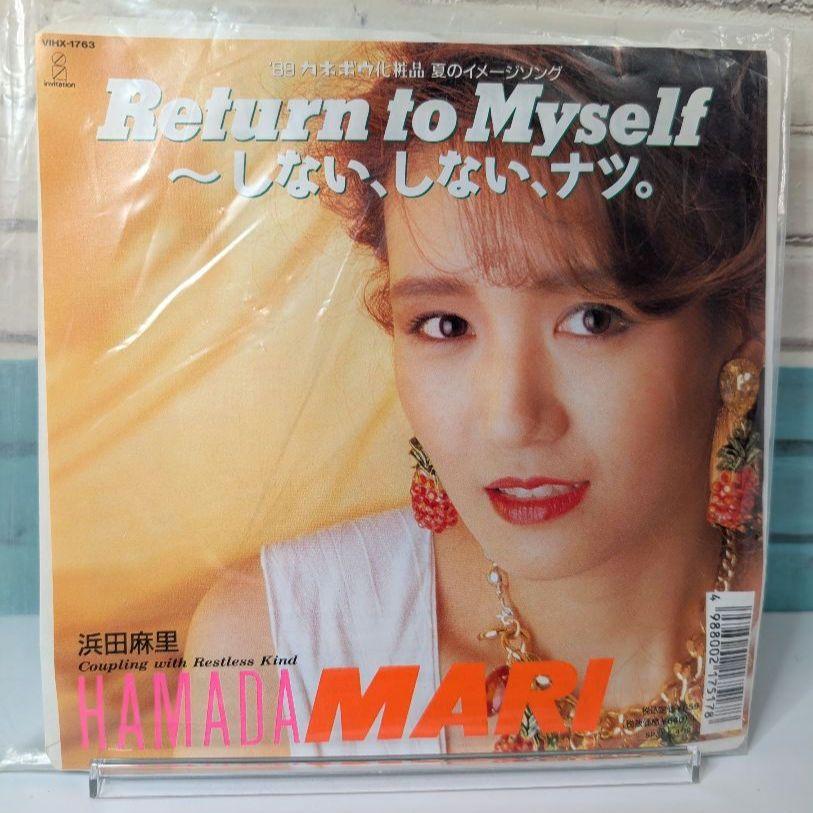 VIHX-1763
invitation
'89 カネボウ化粧品 夏のイメージソング
Return to Myself
〜しない、しない、ナツ。
浜田麻里
Coupling with Restless Kind
HAMADA MARI
4 988002 175178